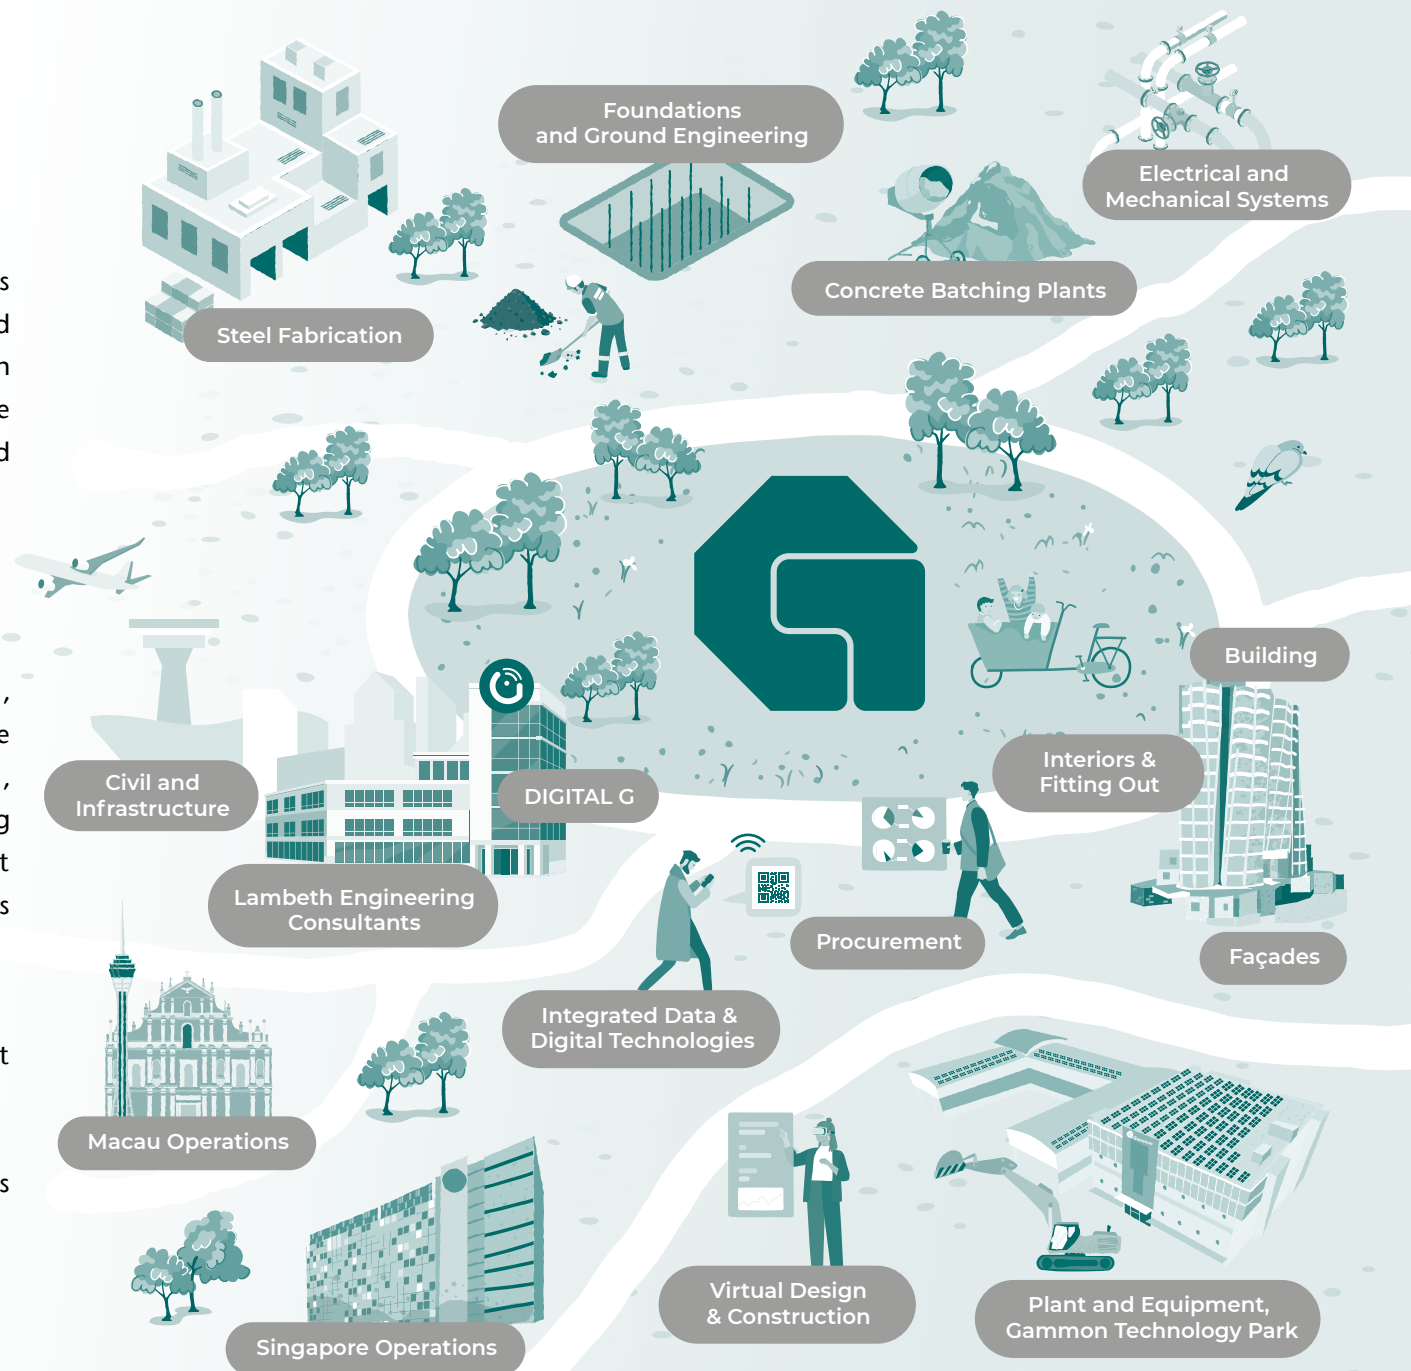 Foundations
and Ground Engineering
Electrical and
Mechanical Systems
Concrete Batching Plants
Steel Fabrication
Building
Interiors &
Fitting Out
Civil and
Infrastructure
DIGITAL G
Lambeth Engineering
Consultants
Procurement
Façades
Integrated Data &
Digital Technologies
Macau Operations
Virtual Design
& Construction
Plant and Equipment,
Gammon Technology Park
Singapore Operations